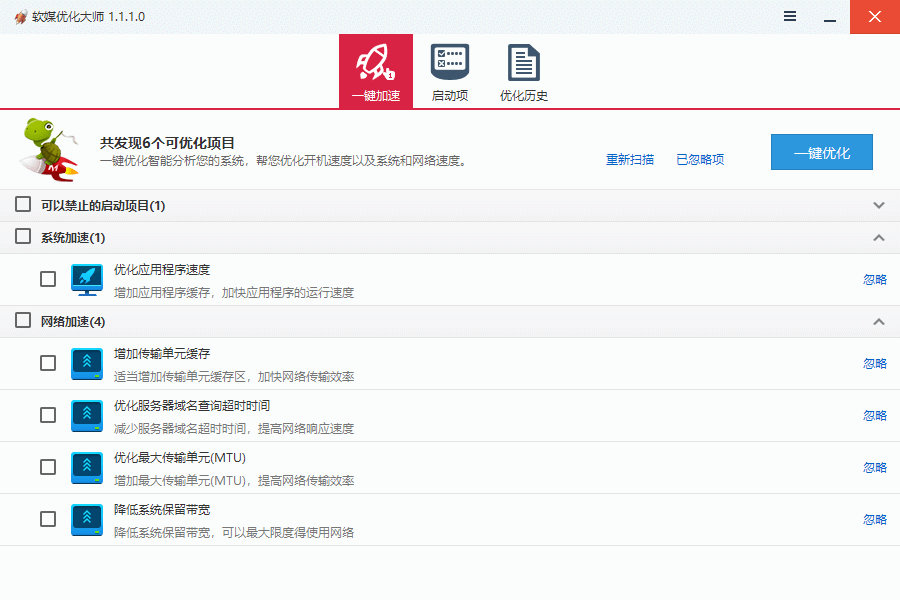 软媒优化大师 1.1.1.0
一键加速
启动项
优化历史
共发现6个可优化项目
一键优化智能分析您的系统，帮您优化开机速度以及系统和网络速度。
重新扫描
已忽略项
一键优化
可以禁止的启动项目(1)
系统加速(1)
优化应用程序速度
增加应用程序缓存，加快应用程序的运行速度
忽略
网络加速(4)
增加传输单元缓存
适当增加传输单元缓存区，加快网络传输效率
忽略
优化服务器域名查询超时时间
减少服务器域名超时时间，提高网络响应速度
忽略
优化最大传输单元(MTU)
增加最大传输单元(MTU)，提高网络传输效率
忽略
降低系统保留带宽
降低系统保留带宽，可以最大限度得使用网络
忽略